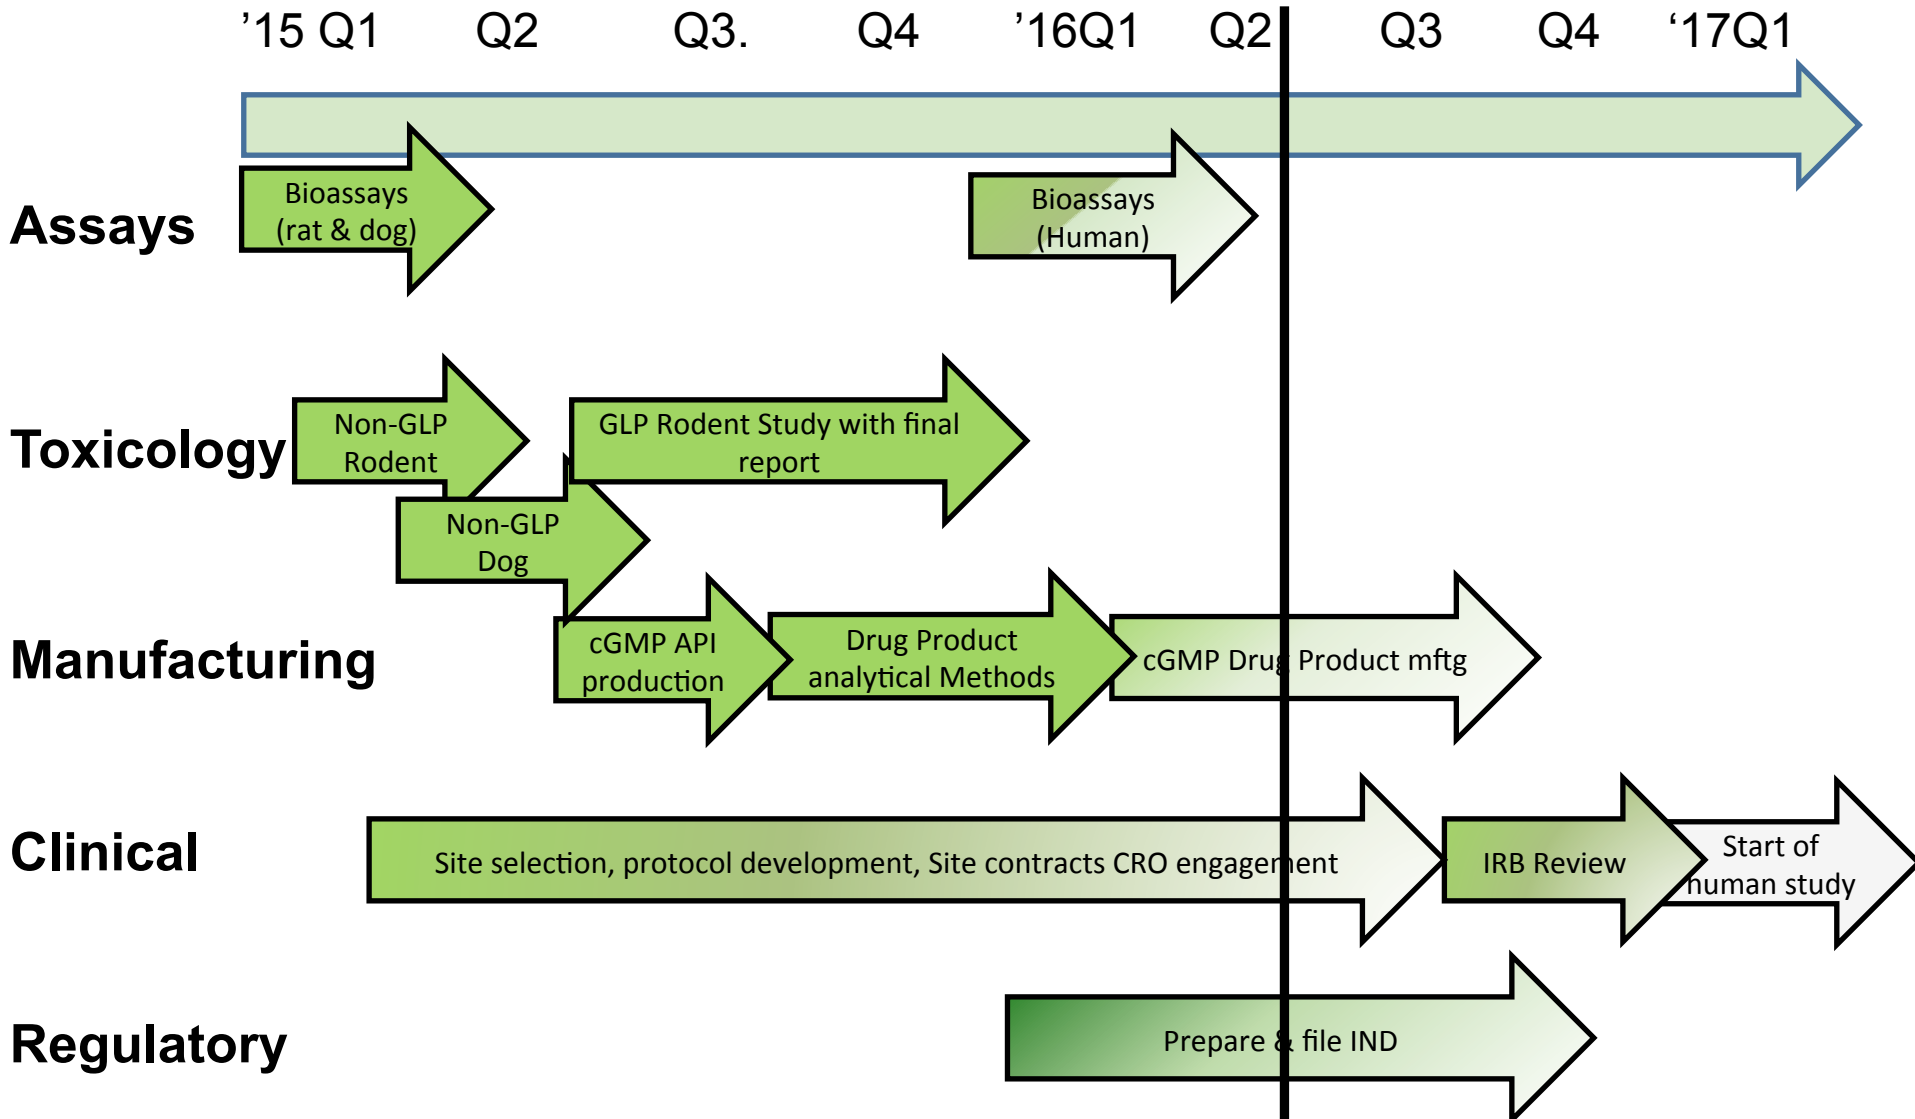 ’15 Q1 Q2 Q3. Q4 ’16Q1 Q2 Q3 Q4 ‘17Q1
Assays
Bioassays
(rat & dog)
Bioassays
(Human)
Toxicology
Non-GLP
Rodent
GLP Rodent Study with final
report
Non-GLP
Dog
Manufacturing
cGMP API
production
Drug Product
analytical Methods
cGMP Drug Product mftg
Clinical
Site selection, protocol development, Site contracts CRO engagement
IRB Review
Start of
human study
Regulatory
Prepare & file IND